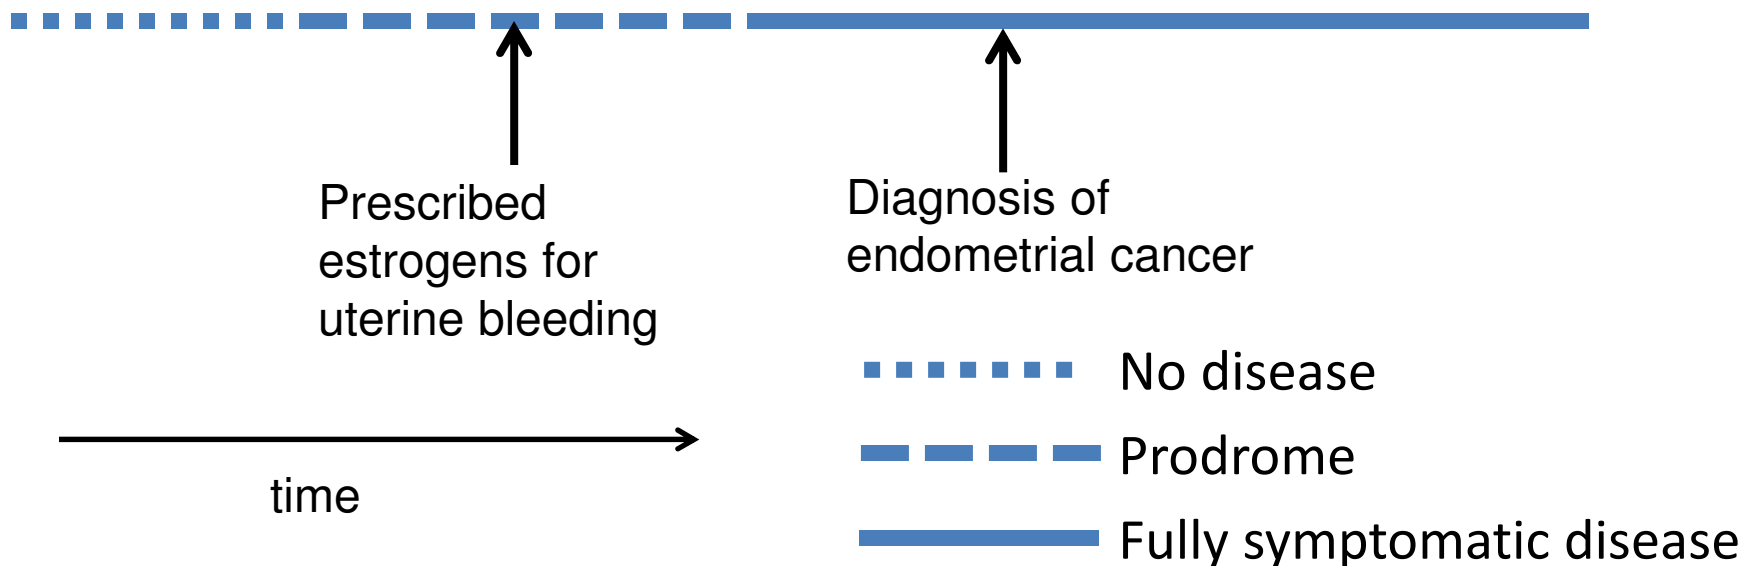 Prescribed
estrogens for
uterine bleeding
Diagnosis of
endometrial cancer
time
No disease
Prodrome
Fully symptomatic disease